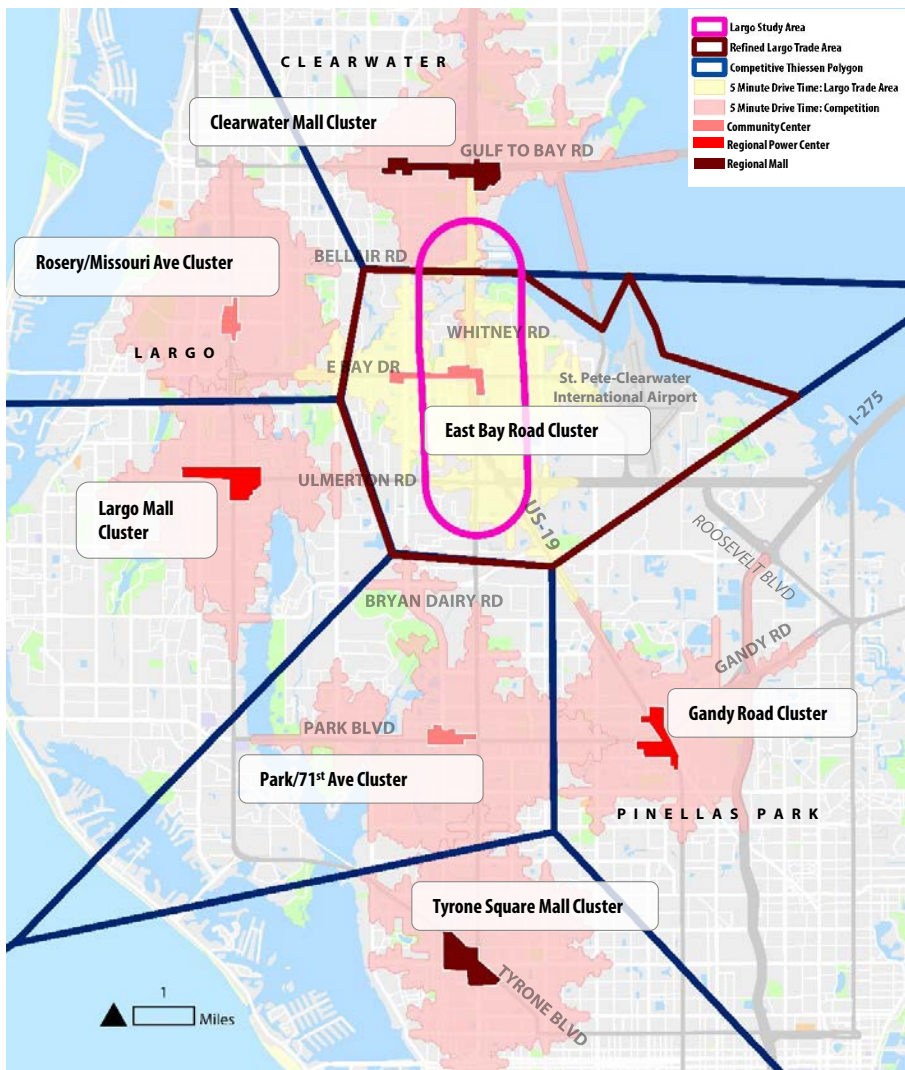 Largo Study Area
Refined Largo Trade Area
Competitive Thiessen Polygon
5 Minute Drive Time: Largo Trade Area
5 Minute Drive Time: Competition
Community Center
Regional Power Center
Regional Mall
CLEARWATER
Clearwater Mall Cluster
GULF TO BAY RD
Rosery/Missouri Ave Cluster
BELLAIR RD
WHITNEY RD
LARGO
E BAY DR
St. Pete-Clearwater
International Airport
I-275
East Bay Road Cluster
ULMERTON RD
Largo Mall
Cluster
US-19
ROOSEVELT BLVD
BRYAN DAIRY RD
GANDY RD
Gandy Road Cluster
PARK BLVD
Park/71st Ave Cluster
PINELLAS PARK
Tyrone Square Mall Cluster
TYRONE BLVD
1
Miles